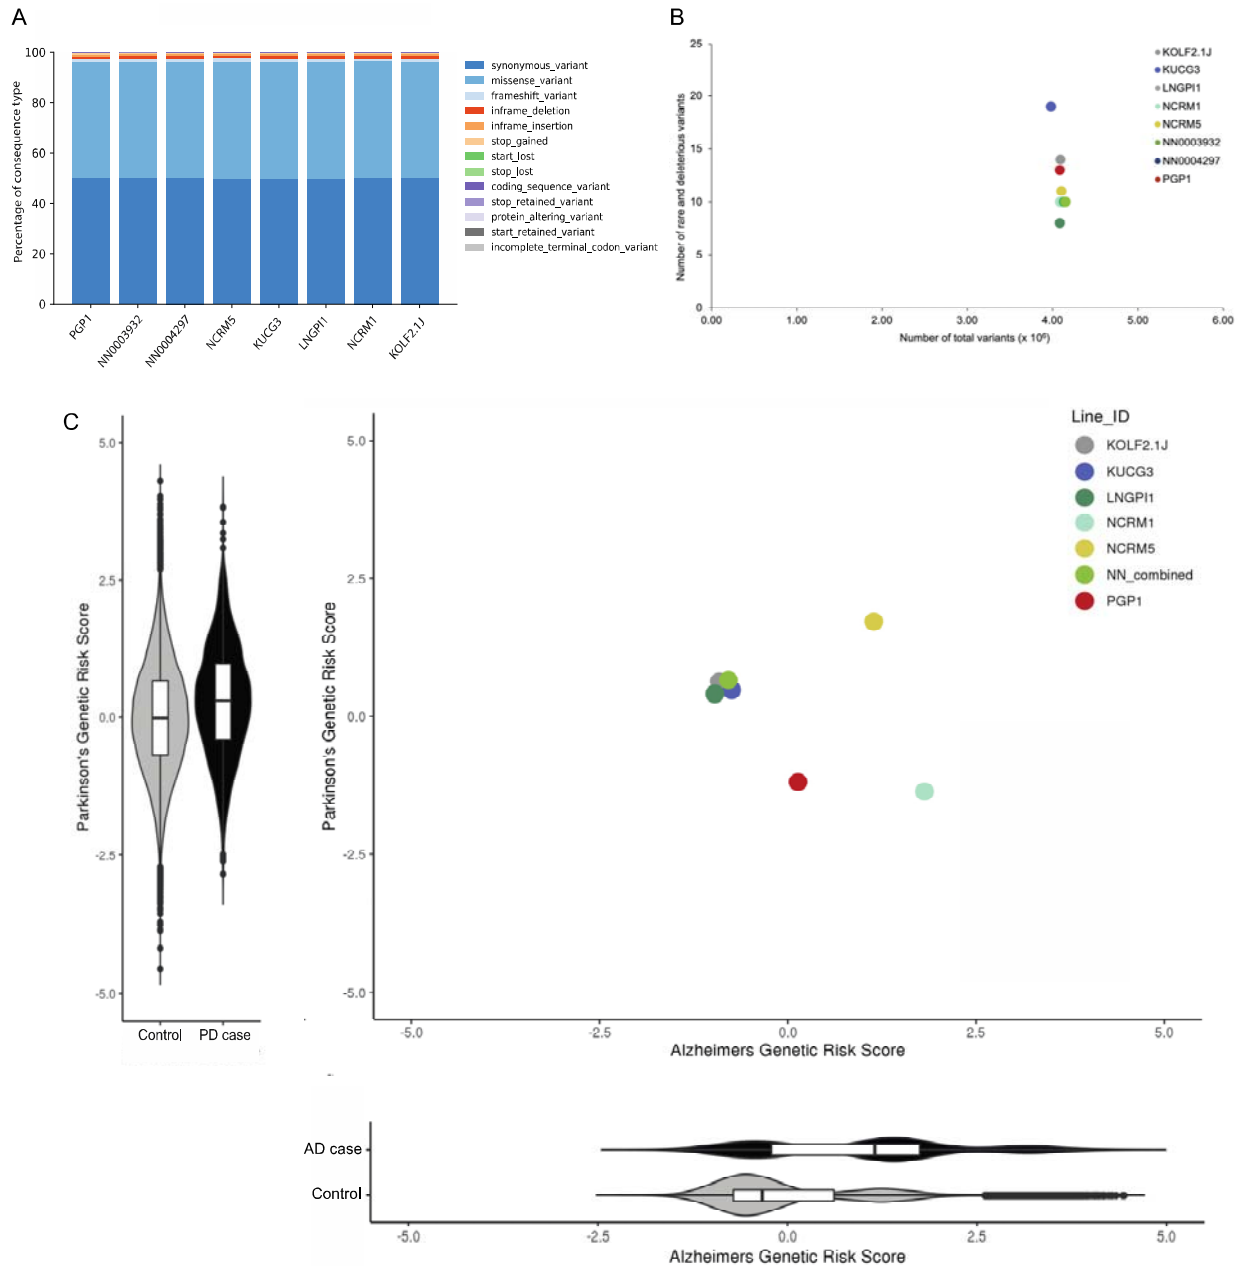 A
100
80
60
40
20
0
Percentage of consequence type
PGP1
NN0003932
NN0004297
NCRM5
KUCG3
LNGPI1
NCRM1
KOLF2.1J
synonymous_variant
missense_variant
frameshift_variant
inframe_deletion
inframe_insertion
stop_gained
start_lost
stop_lost
coding_sequence_variant
stop_retained_variant
protein_altering_variant
start_retained_variant
incomplete_terminal_codon_variant
B
25
20
15
10
5
0
Number of rare and deleterious variants
0.00
1.00
2.00
3.00
4.00
5.00
6.00
Number of total variants (x 10⁶)
KOLF2.1J
KUCG3
LNGPI1
NCRM1
NCRM5
NN0003932
NN0004297
PGP1
C
5.0
2.5
0.0
-2.5
-5.0
Parkinson's Genetic Risk Score
Control
PD case
5.0
2.5
0.0
-2.5
-5.0
Parkinson's Genetic Risk Score
-5.0
-2.5
0.0
2.5
5.0
Alzheimers Genetic Risk Score
Line_ID
KOLF2.1J
KUCG3
LNGPI1
NCRM1
NCRM5
NN_combined
PGP1
AD case
Control
-5.0
-2.5
0.0
2.5
5.0
Alzheimers Genetic Risk Score